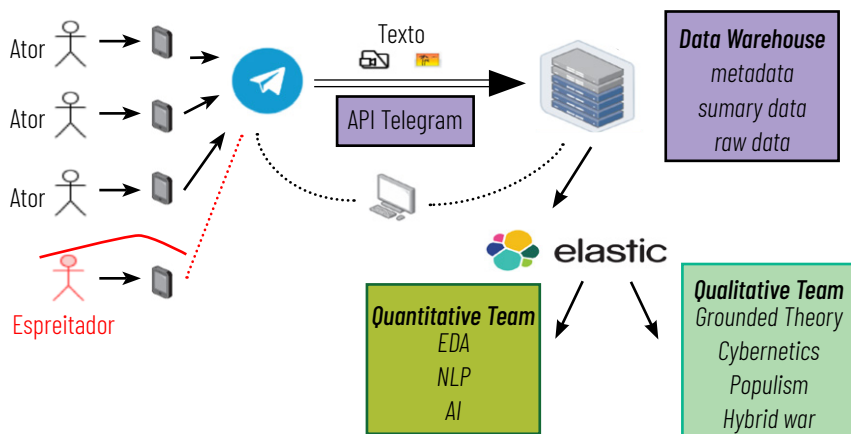 Ator
Ator
Ator
Espreitador
Texto
API Telegram
Data Warehouse
metadata
sumary data
raw data
elastic
Quantitative Team
EDA
NLP
AI
Qualitative Team
Grounded Theory
Cybernetics
Populism
Hybrid war